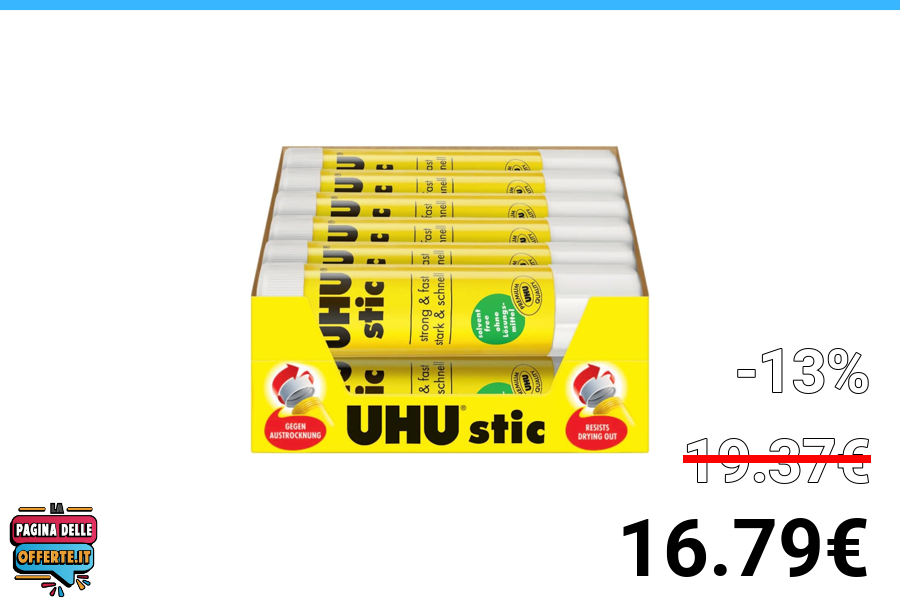 UHU
stic
strong & fast
stark & schnell
solvent
free
ohne
Lösungs-
mittel
PREMIUM
UHU
QUALITY
GEGEN
AUSTROCKNUNG
UHU® stic
RESISTS
DRYING OUT
-13%
19.37€
16.79€
LA
PAGINA DELLE
OFFERTE.IT